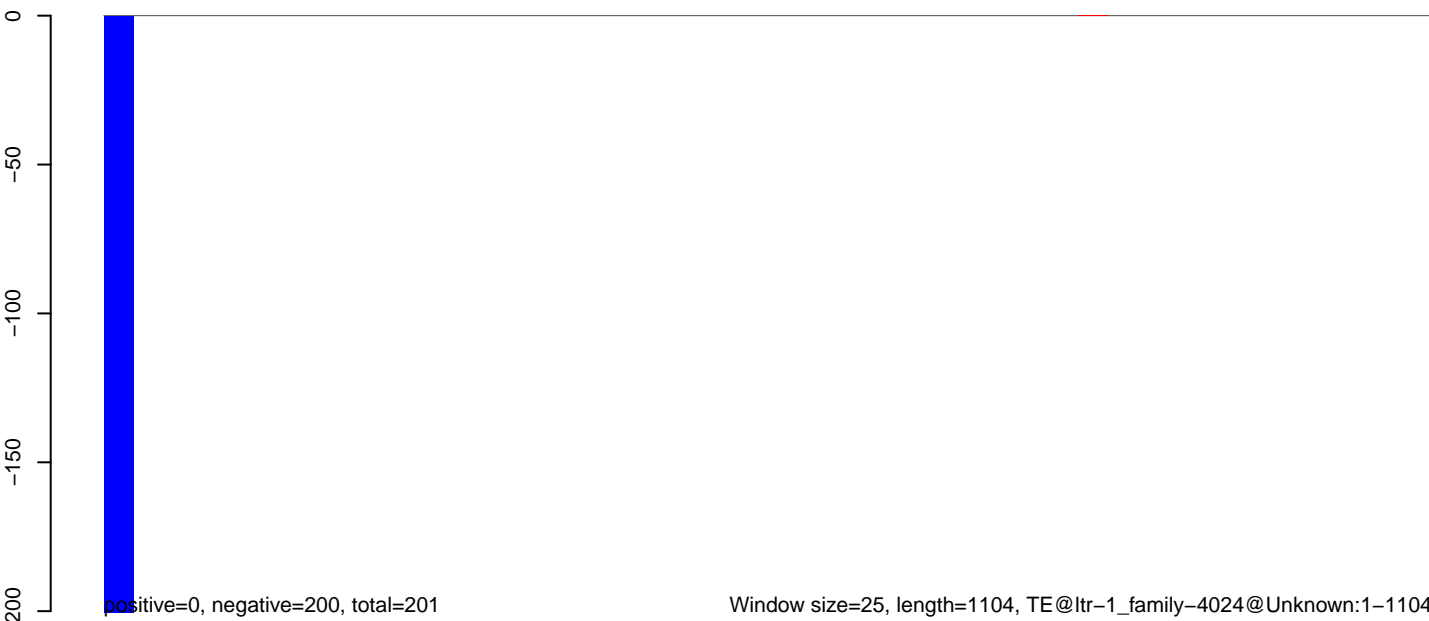 0
−50
−100
−150
200
positive=0, negative=200, total=201
Window size=25, length=1104, TE@ltr−1_family−4024@Unknown:1−1104